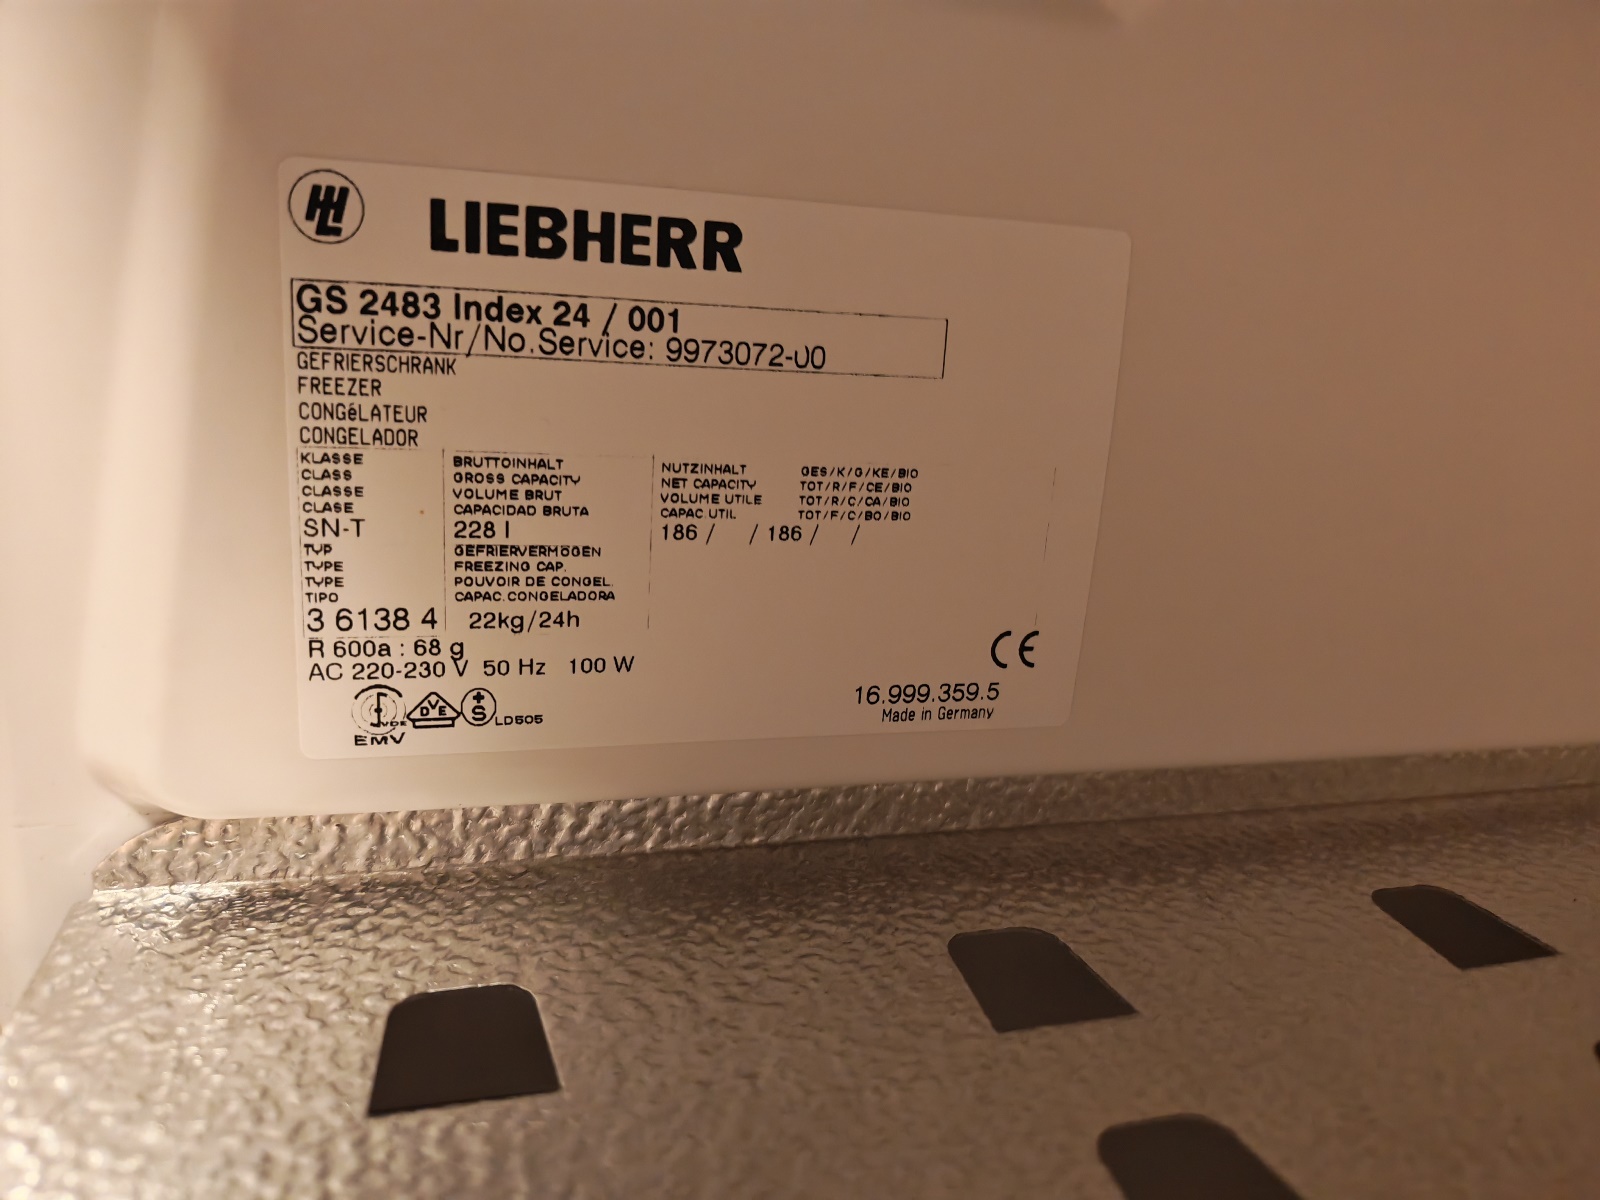 LIEBHERR
GS 2483 Index 24 / 001
Service-Nr/No.Service: 9973072-00
GEFRIERSCHRANK
FREEZER
CONGéLATEUR
CONGELADOR
KLASSE
CLASS
CLASSE
CLASE
SN-T
BRUTTOINHALT
GROSS CAPACITY
VOLUME BRUT
CAPACIDAD BRUTA
228 l
NUTZINHALT GES/K/G/KE/BIO
NET CAPACITY TOT/R/F/CE/BIO
VOLUME UTILE TOT/R/C/CA/BIO
CAPAC.UTIL TOT/F/C/BO/BIO
186 / / 186 / /
TYP
TYPE
TYPE
TIPO
3 6138 4
GEFRIERVERMÖGEN
FREEZING CAP.
POUVOIR DE CONGEL.
CAPAC.CONGELADORA
22kg/24h
R 600a : 68 g
AC 220-230 V 50 Hz 100 W
CE
VDE DVE +S LD505
EMV
16.999.359.5
Made in Germany